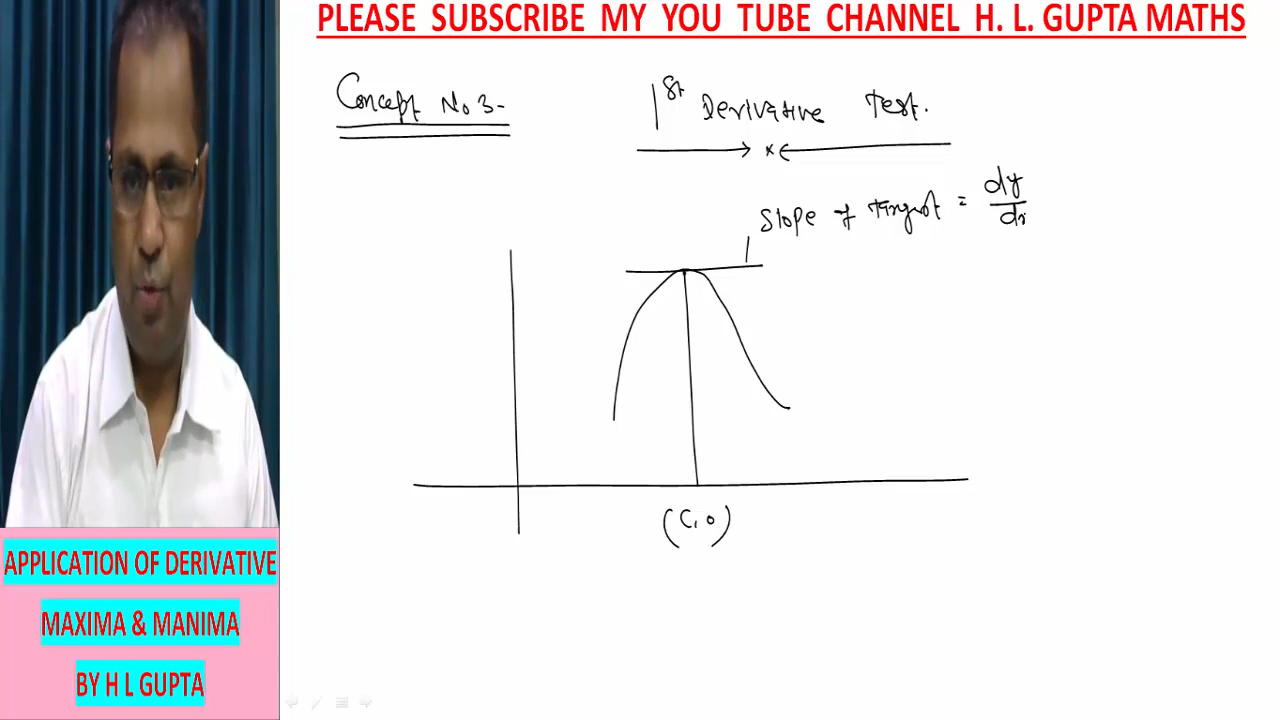 PLEASE SUBSCRIBE MY YOU TUBE CHANNEL H. L. GUPTA MATHS
Concept No 3-
1st Derivative Test.
Slope of Tangent = dy/dx
(C, 0)
APPLICATION OF DERIVATIVE
MAXIMA & MANIMA
BY H L GUPTA